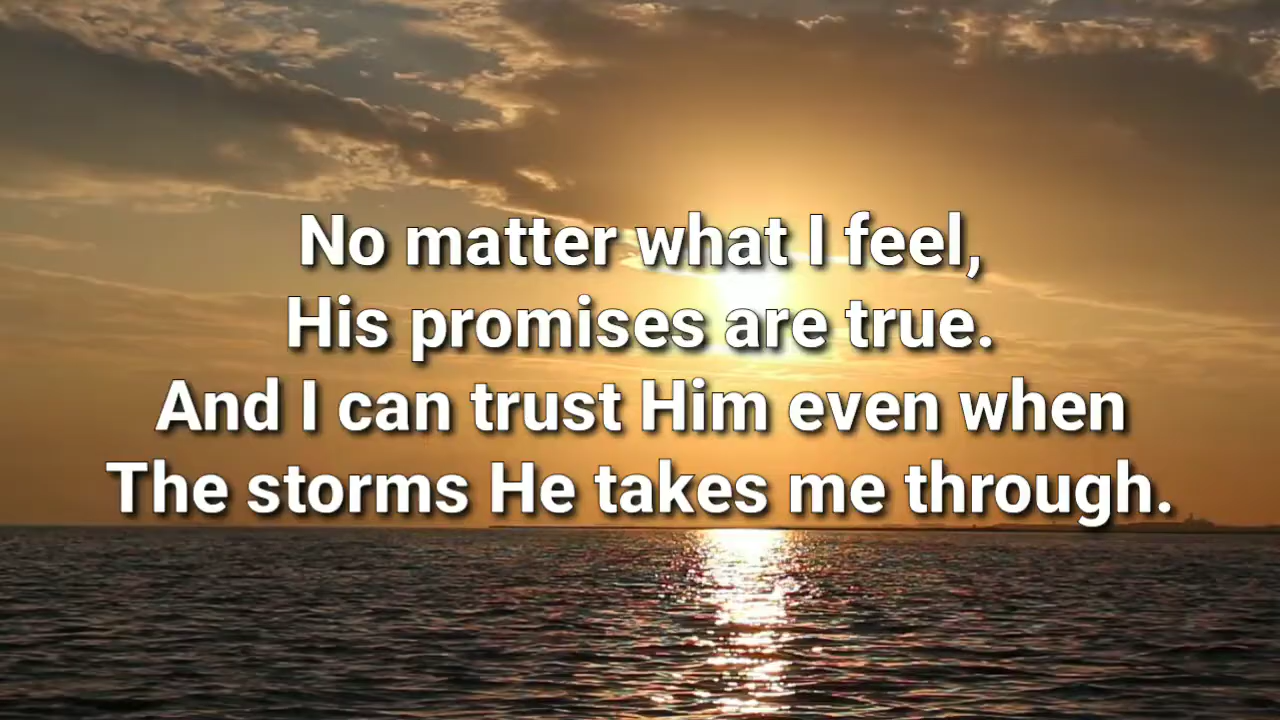 No matter what I feel,
His promises are true.
And I can trust Him even when
The storms He takes me through.